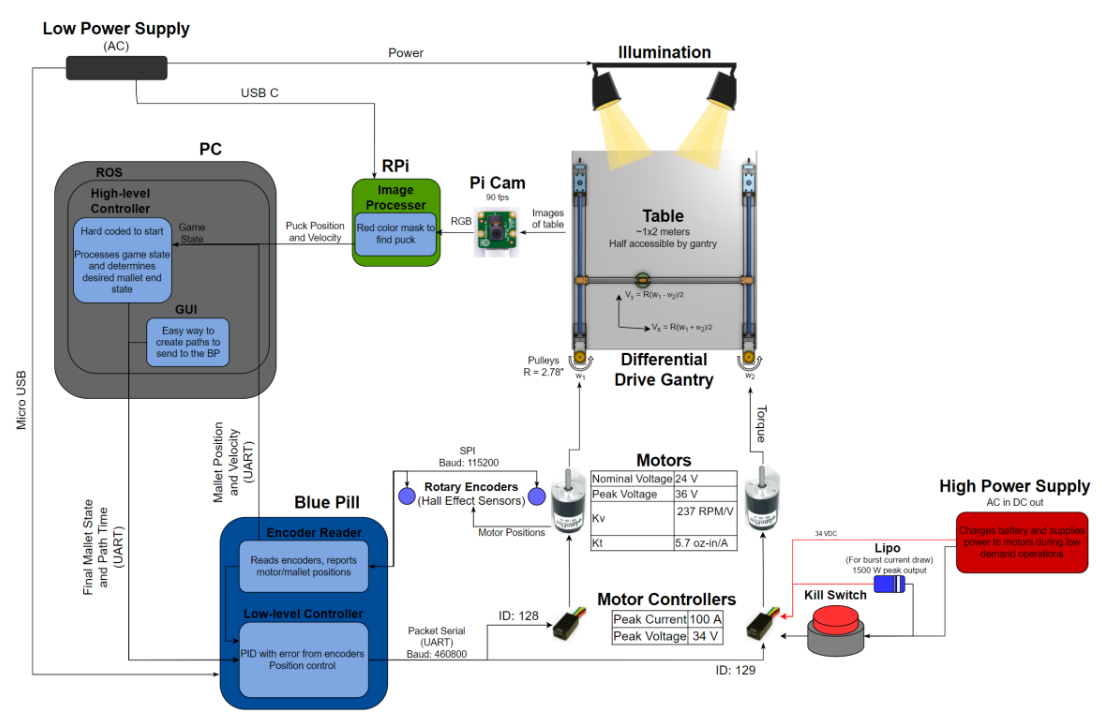 Low Power Supply
(AC)
Power
Illumination
USB C
PC
ROS
High-level
Controller
Hard coded to start
Processes game state
and determines
desired mallet end
state
Game
State
GUI
Easy way to
create paths to
send to the BP
Puck Position
and Velocity
RPi
Image
Processer
Red color mask to
find puck
RGB
Pi Cam
90 fps
Images
of table
Table
~1x2 meters
Half accessible by gantry
Vy = R(w1 - w2)/2
Vx = R(w1 + w2)/2
Pulleys
R = 2.78"
w1
Differential
Drive Gantry
w2
Micro USB
Mallet Position
and Velocity
(UART)
Final Mallet State
and Path Time
(UART)
SPI
Baud: 115200
Rotary Encoders
(Hall Effect Sensors)
Motor Positions
Torque
Motors
Nominal Voltage 24 V
Peak Voltage 36 V
Kv 237 RPM/V
Kt 5.7 oz-in/A
Blue Pill
Encoder Reader
Reads encoders, reports
motor/mallet positions
Low-level Controller
PID with error from encoders
Position control
Packet Serial
(UART)
Baud: 460800
ID: 128
Motor Controllers
Peak Current 100 A
Peak Voltage 34 V
ID: 129
High Power Supply
AC in DC out
Charges battery and supplies
power to motors during low
demand operations
34 VDC
Lipo
(For burst current draw)
1500 W peak output
Kill Switch